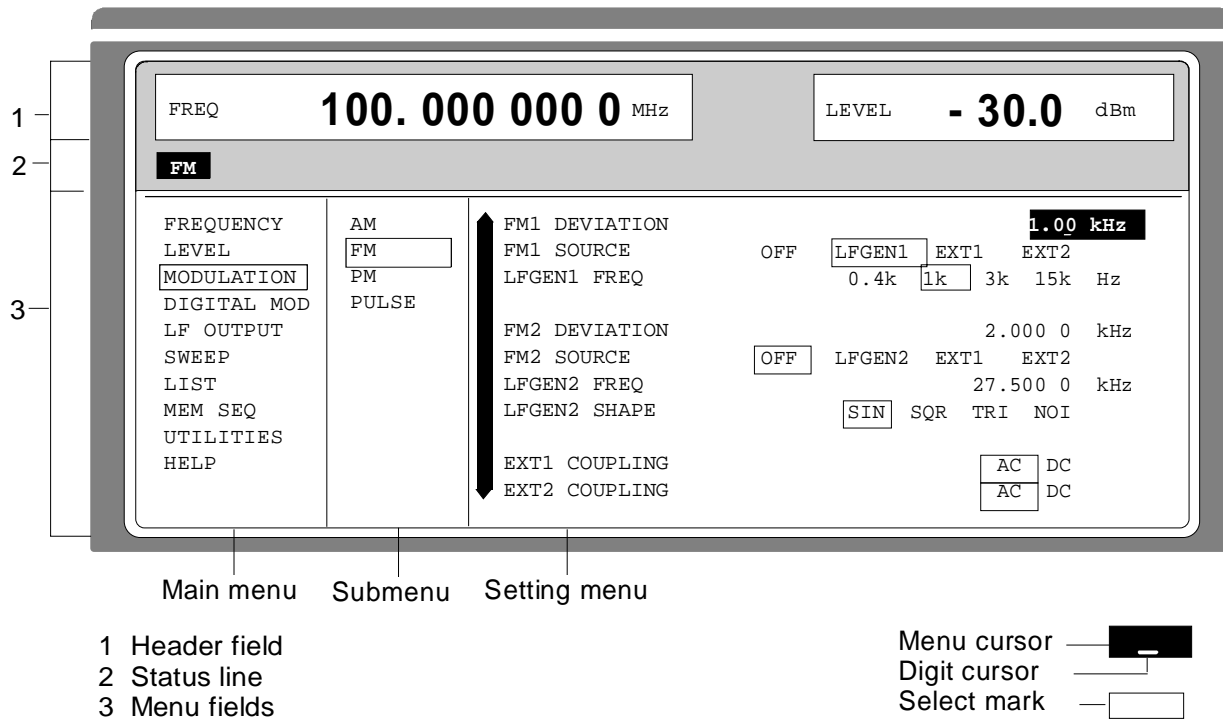 1
FREQ 100. 000 000 0 MHz LEVEL - 30.0 dBm
2
FM
3
FREQUENCY AM FM1 DEVIATION 1.00 kHz
LEVEL FM FM1 SOURCE OFF LFGEN1 EXT1 EXT2
MODULATION PM LFGEN1 FREQ 0.4k 1k 3k 15k Hz
DIGITAL MOD PULSE
LF OUTPUT FM2 DEVIATION 2.000 0 kHz
SWEEP FM2 SOURCE OFF LFGEN2 EXT1 EXT2
LIST LFGEN2 FREQ 27.500 0 kHz
MEM SEQ LFGEN2 SHAPE SIN SQR TRI NOI
UTILITIES
HELP EXT1 COUPLING AC DC
EXT2 COUPLING AC DC
Main menu Submenu Setting menu
1 Header field
2 Status line
3 Menu fields
Menu cursor
Digit cursor
Select mark